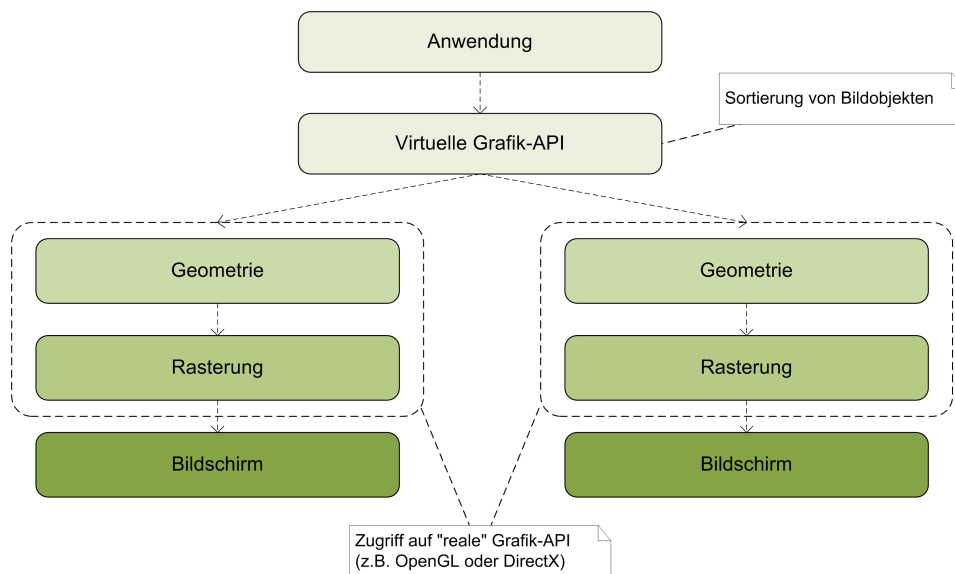 Anwendung
Sortierung von Bildobjekten
Virtuelle Grafik-API
Geometrie
Geometrie
Rasterung
Rasterung
Bildschirm
Bildschirm
Zugriff auf "reale" Grafik-API
(z.B. OpenGL oder DirectX)